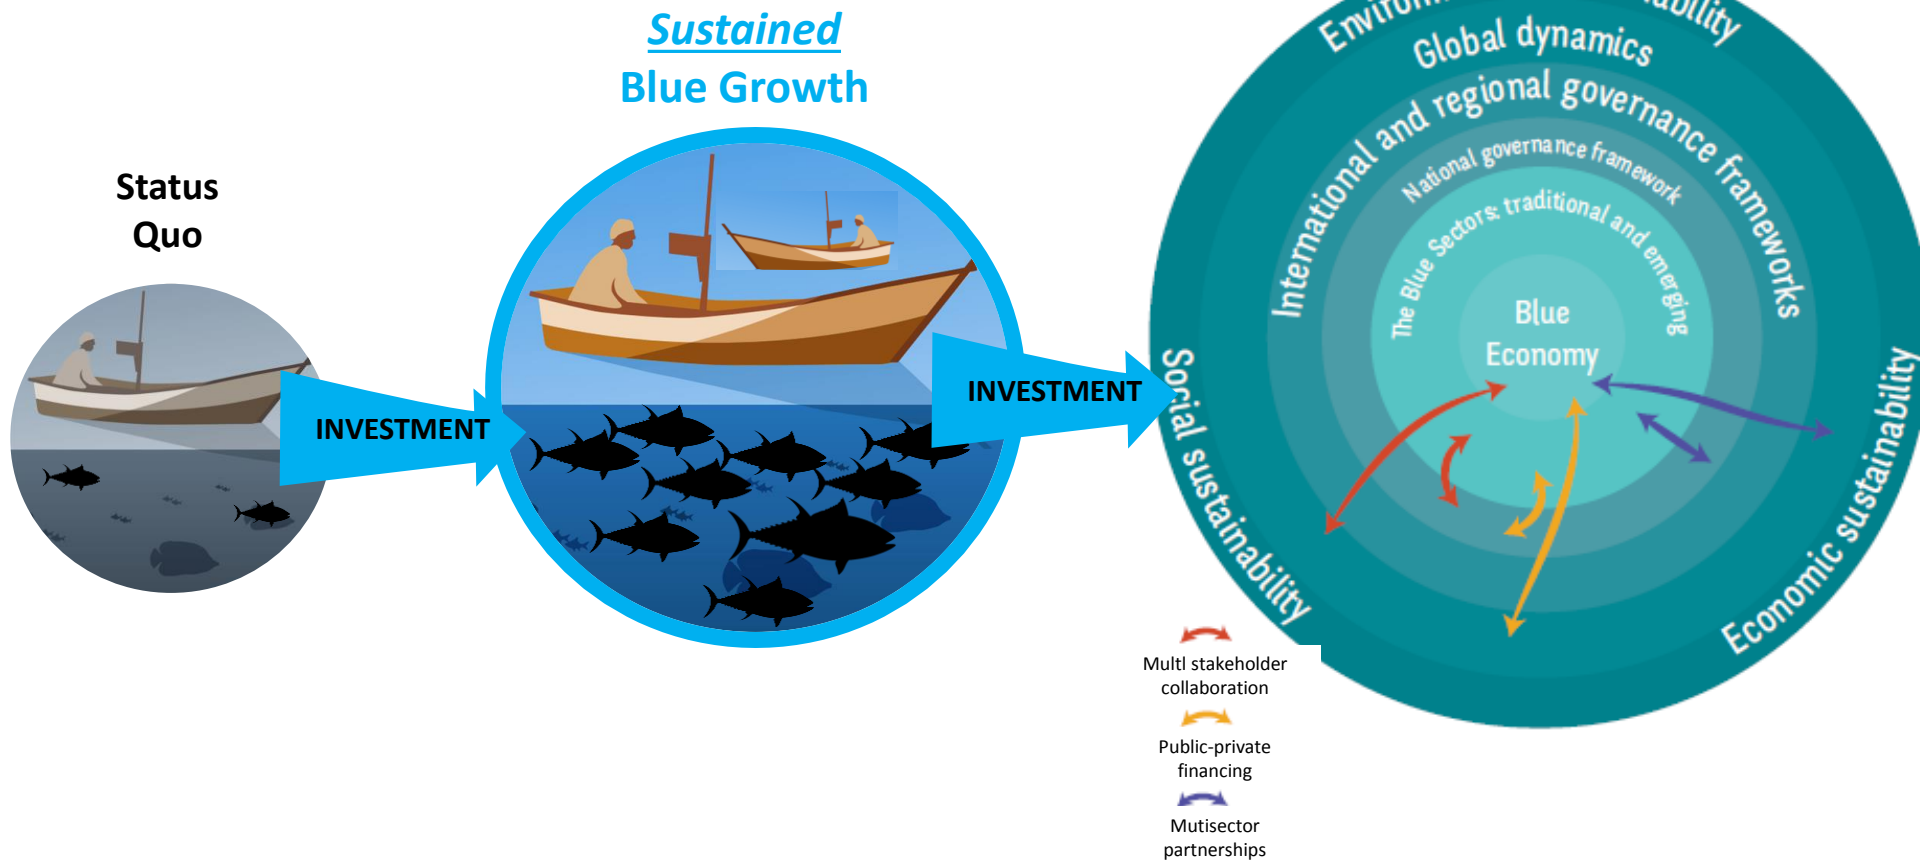 Status
Quo
INVESTMENT
Sustained
Blue Growth
INVESTMENT
Global dynamics
International and regional governance frameworks
National governance framework
The Blue Sectors: traditional and emerging
Blue
Economy
Social sustainability
Economic sustainability
Multl stakeholder
collaboration
Public-private
financing
Mutisector
partnerships